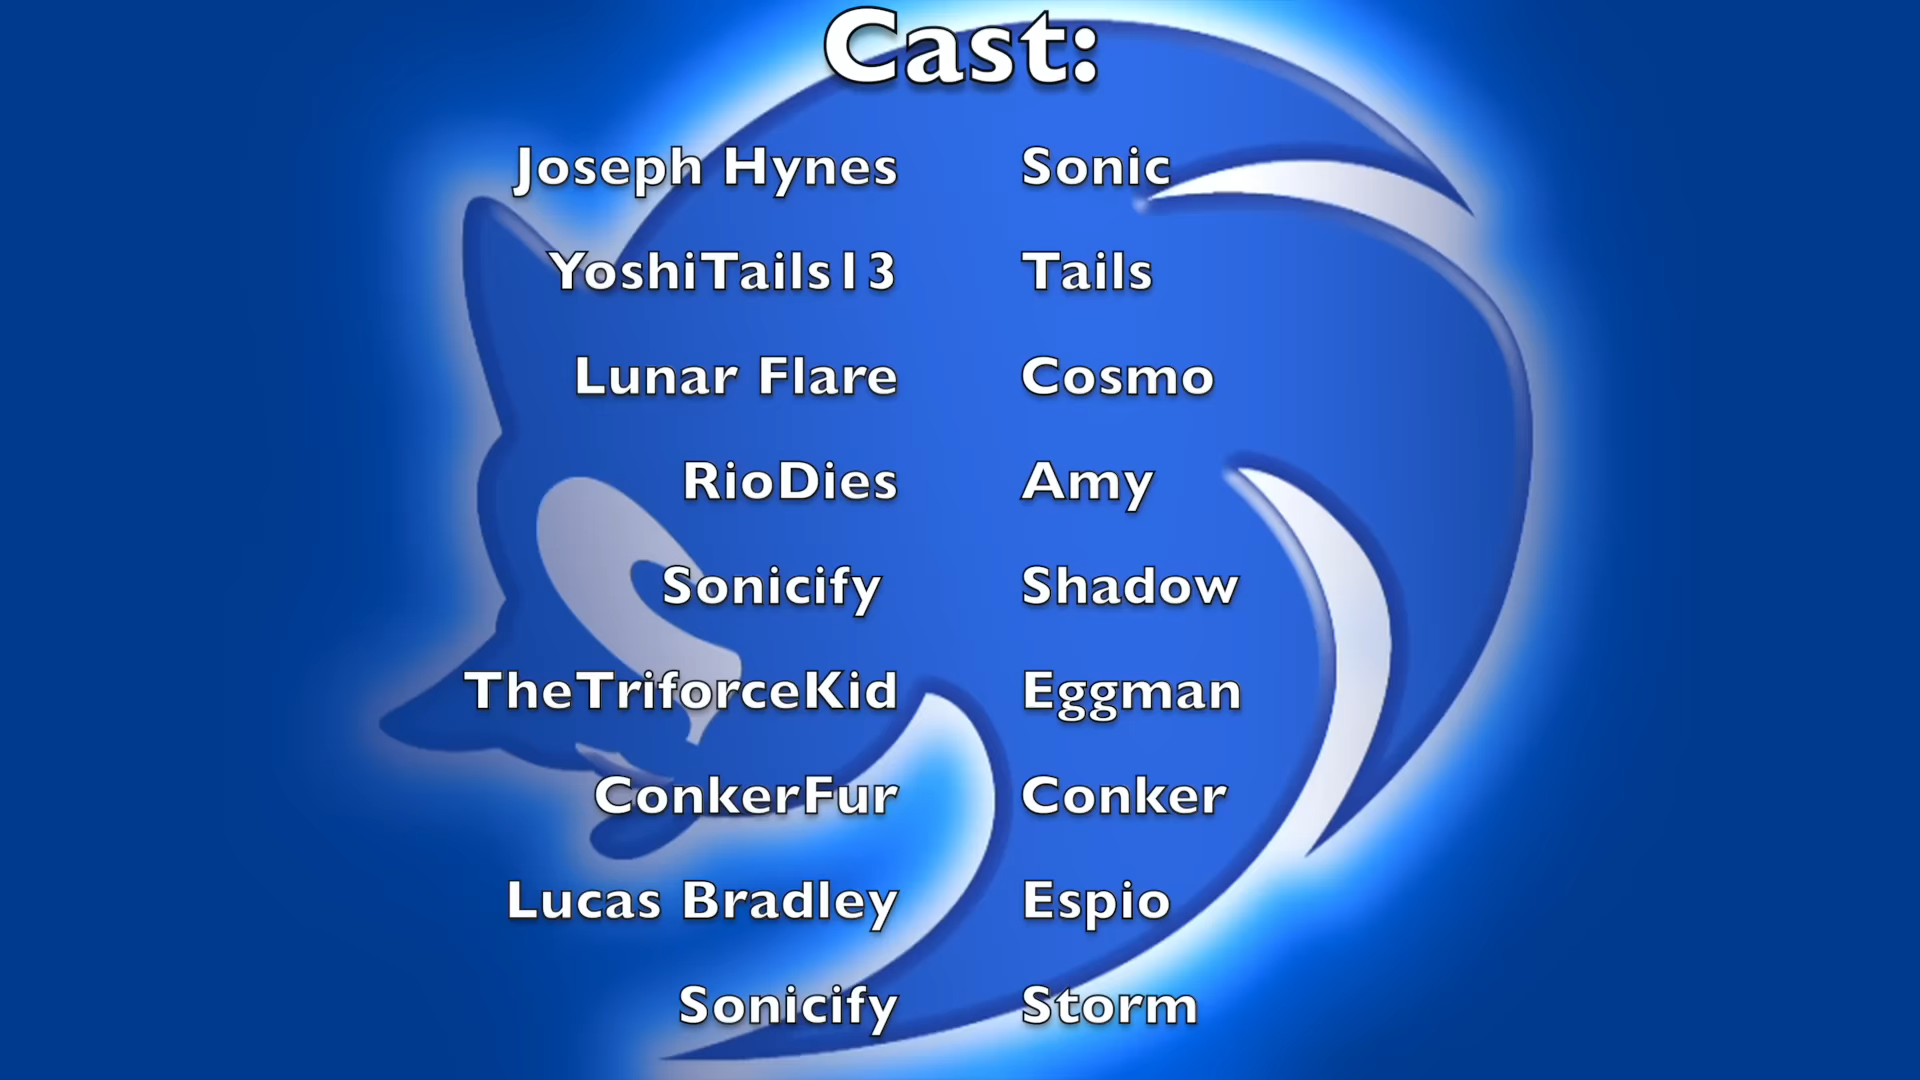 Cast:
Joseph Hynes Sonic
YoshiTails13 Tails
Lunar Flare Cosmo
RioDies Amy
Sonicify Shadow
TheTriforceKid Eggman
ConkerFur Conker
Lucas Bradley Espio
Sonicify Storm